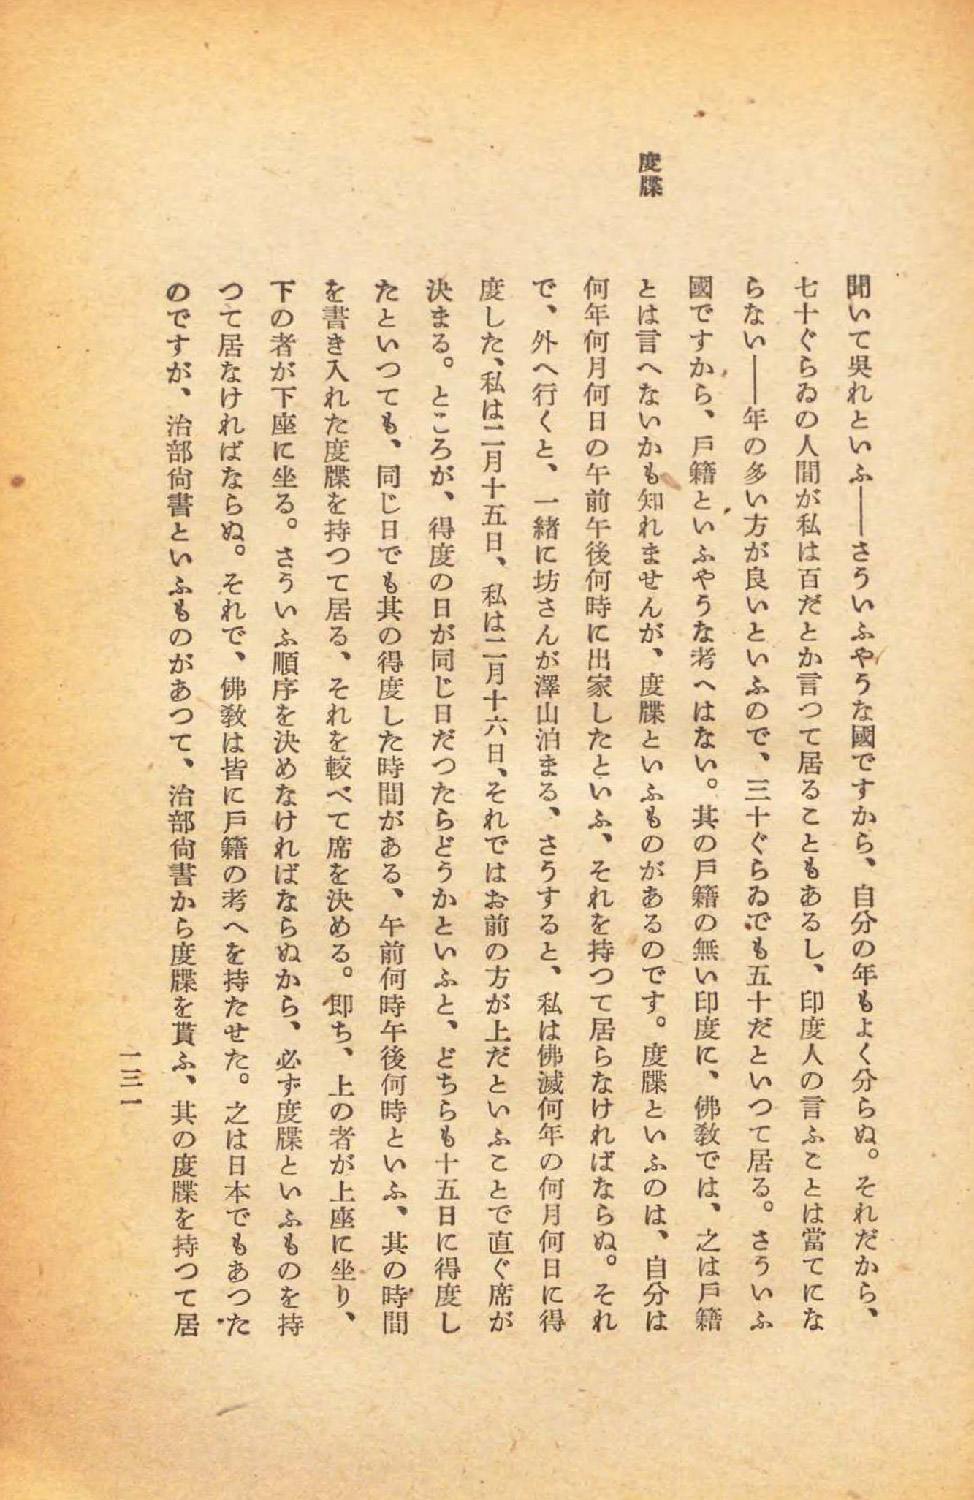 度牒
聞いて吳れといふ――さういふやうな國ですから、自分の年もよく分らぬ。それだから、
七十ぐらゐの人間が私は百だとか言つて居ることもあるし、印度人の言ふことは當てにな
らない――年の多い方が良いといふので、三十ぐらゐでも五十だといつて居る。さういふ
國ですから、戶籍といふやうな考へはない。其の戶籍の無い印度に、佛敎では、之は戶籍
とは言へないかも知れませんが、度牒といふものがあるのです。度牒といふのは、自分は
何年何月何日の午前午後何時に出家したといふ、それを持つて居らなければならぬ。それ
で、外へ行くと、一緒に坊さんが澤山泊まる、さうすると、私は佛滅何年の何月何日に得
度した、私は二月十五日、私は二月十六日、それではお前の方が上だといふことで直ぐ席が
決まる。ところが、得度の日が同じ日だつたらどうかといふと、どちらも十五日に得度し
たといつても、同じ日でも其の得度した時間がある、午前何時午後何時といふ、其の時間
を書き入れた度牒を持つて居る、それを較べて席を決める。卽ち、上の者が上座に坐り、
下の者が下座に坐る。さういふ順序を決めなければならぬから、必ず度牒といふものを持
つて居なければならぬ。それで、佛敎は皆に戶籍の考へを持たせた。之は日本でもあつた
のですが、治部尙書といふものがあつて、治部尙書から度牒を貰ふ、其の度牒を持つて居
一三一